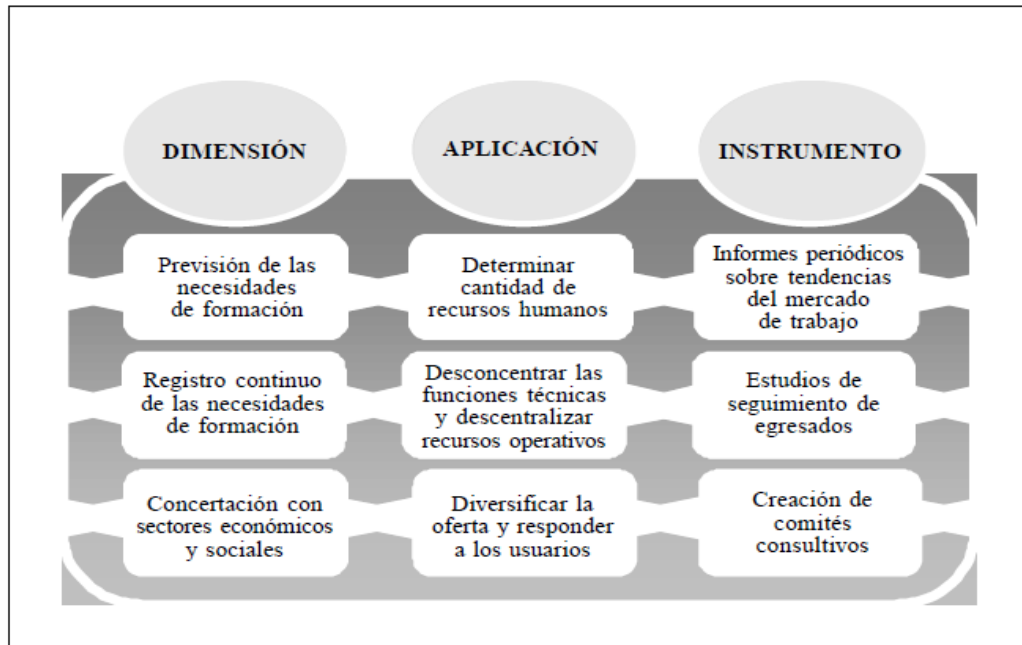 DIMENSIÓN
APLICACIÓN
INSTRUMENTO
Previsión de las
necesidades
de formación
Determinar
cantidad de
recursos humanos
Informes periódicos
sobre tendencias
del mercado
de trabajo
Registro continuo
de las necesidades
de formación
Desconcentrar las
funciones técnicas
y descentralizar
recursos operativos
Estudios de
seguimiento de
egresados
Concertación con
sectores económicos
y sociales
Diversificar la
oferta y responder
a los usuarios
Creación de
comités
consultivos